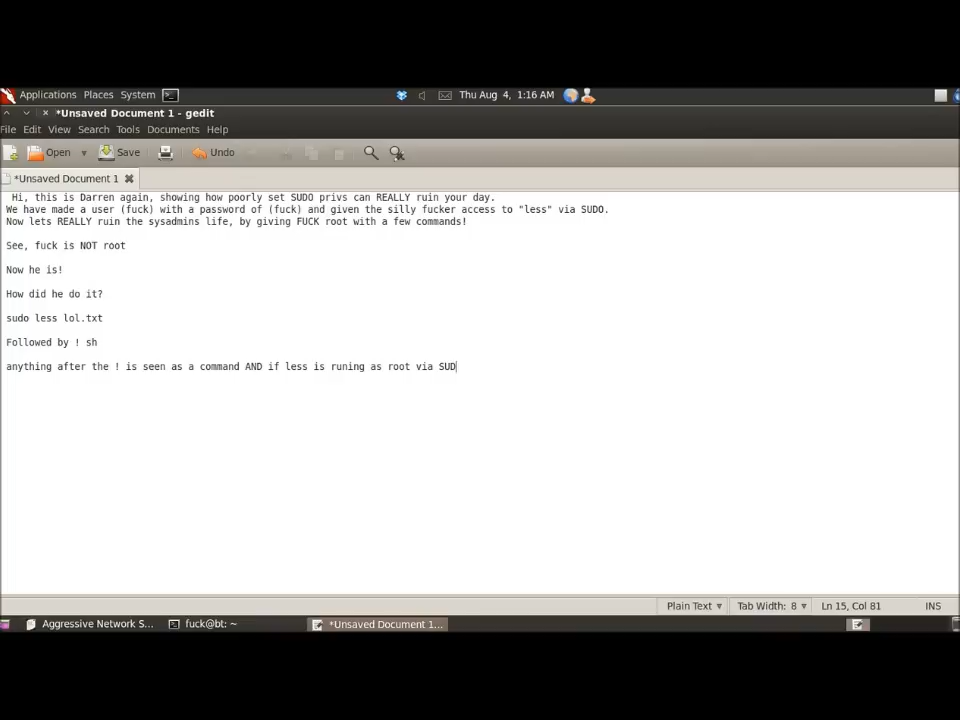 Applications Places System Thu Aug 4, 1:16 AM
*Unsaved Document 1 - gedit
File Edit View Search Tools Documents Help
Open Save Undo
*Unsaved Document 1
Hi, this is Darren again, showing how poorly set SUDO privs can REALLY ruin your day.
We have made a user (fuck) with a password of (fuck) and given the silly fucker access to "less" via SUDO.
Now lets REALLY ruin the sysadmins life, by giving FUCK root with a few commands!
See, fuck is NOT root
Now he is!
How did he do it?
sudo less lol.txt
Followed by ! sh
anything after the ! is seen as a command AND if less is runing as root via SUD
Plain Text Tab Width: 8 Ln 15, Col 81 INS
Aggressive Network S... fuck@bt: ~ *Unsaved Document 1...